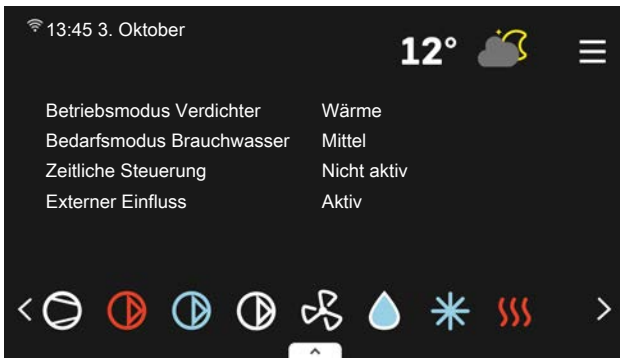 13:45 3. Oktober
12°
Betriebsmodus Verdichter Wärme
Bedarfsmodus Brauchwasser Mittel
Zeitliche Steuerung Nicht aktiv
Externer Einfluss Aktiv